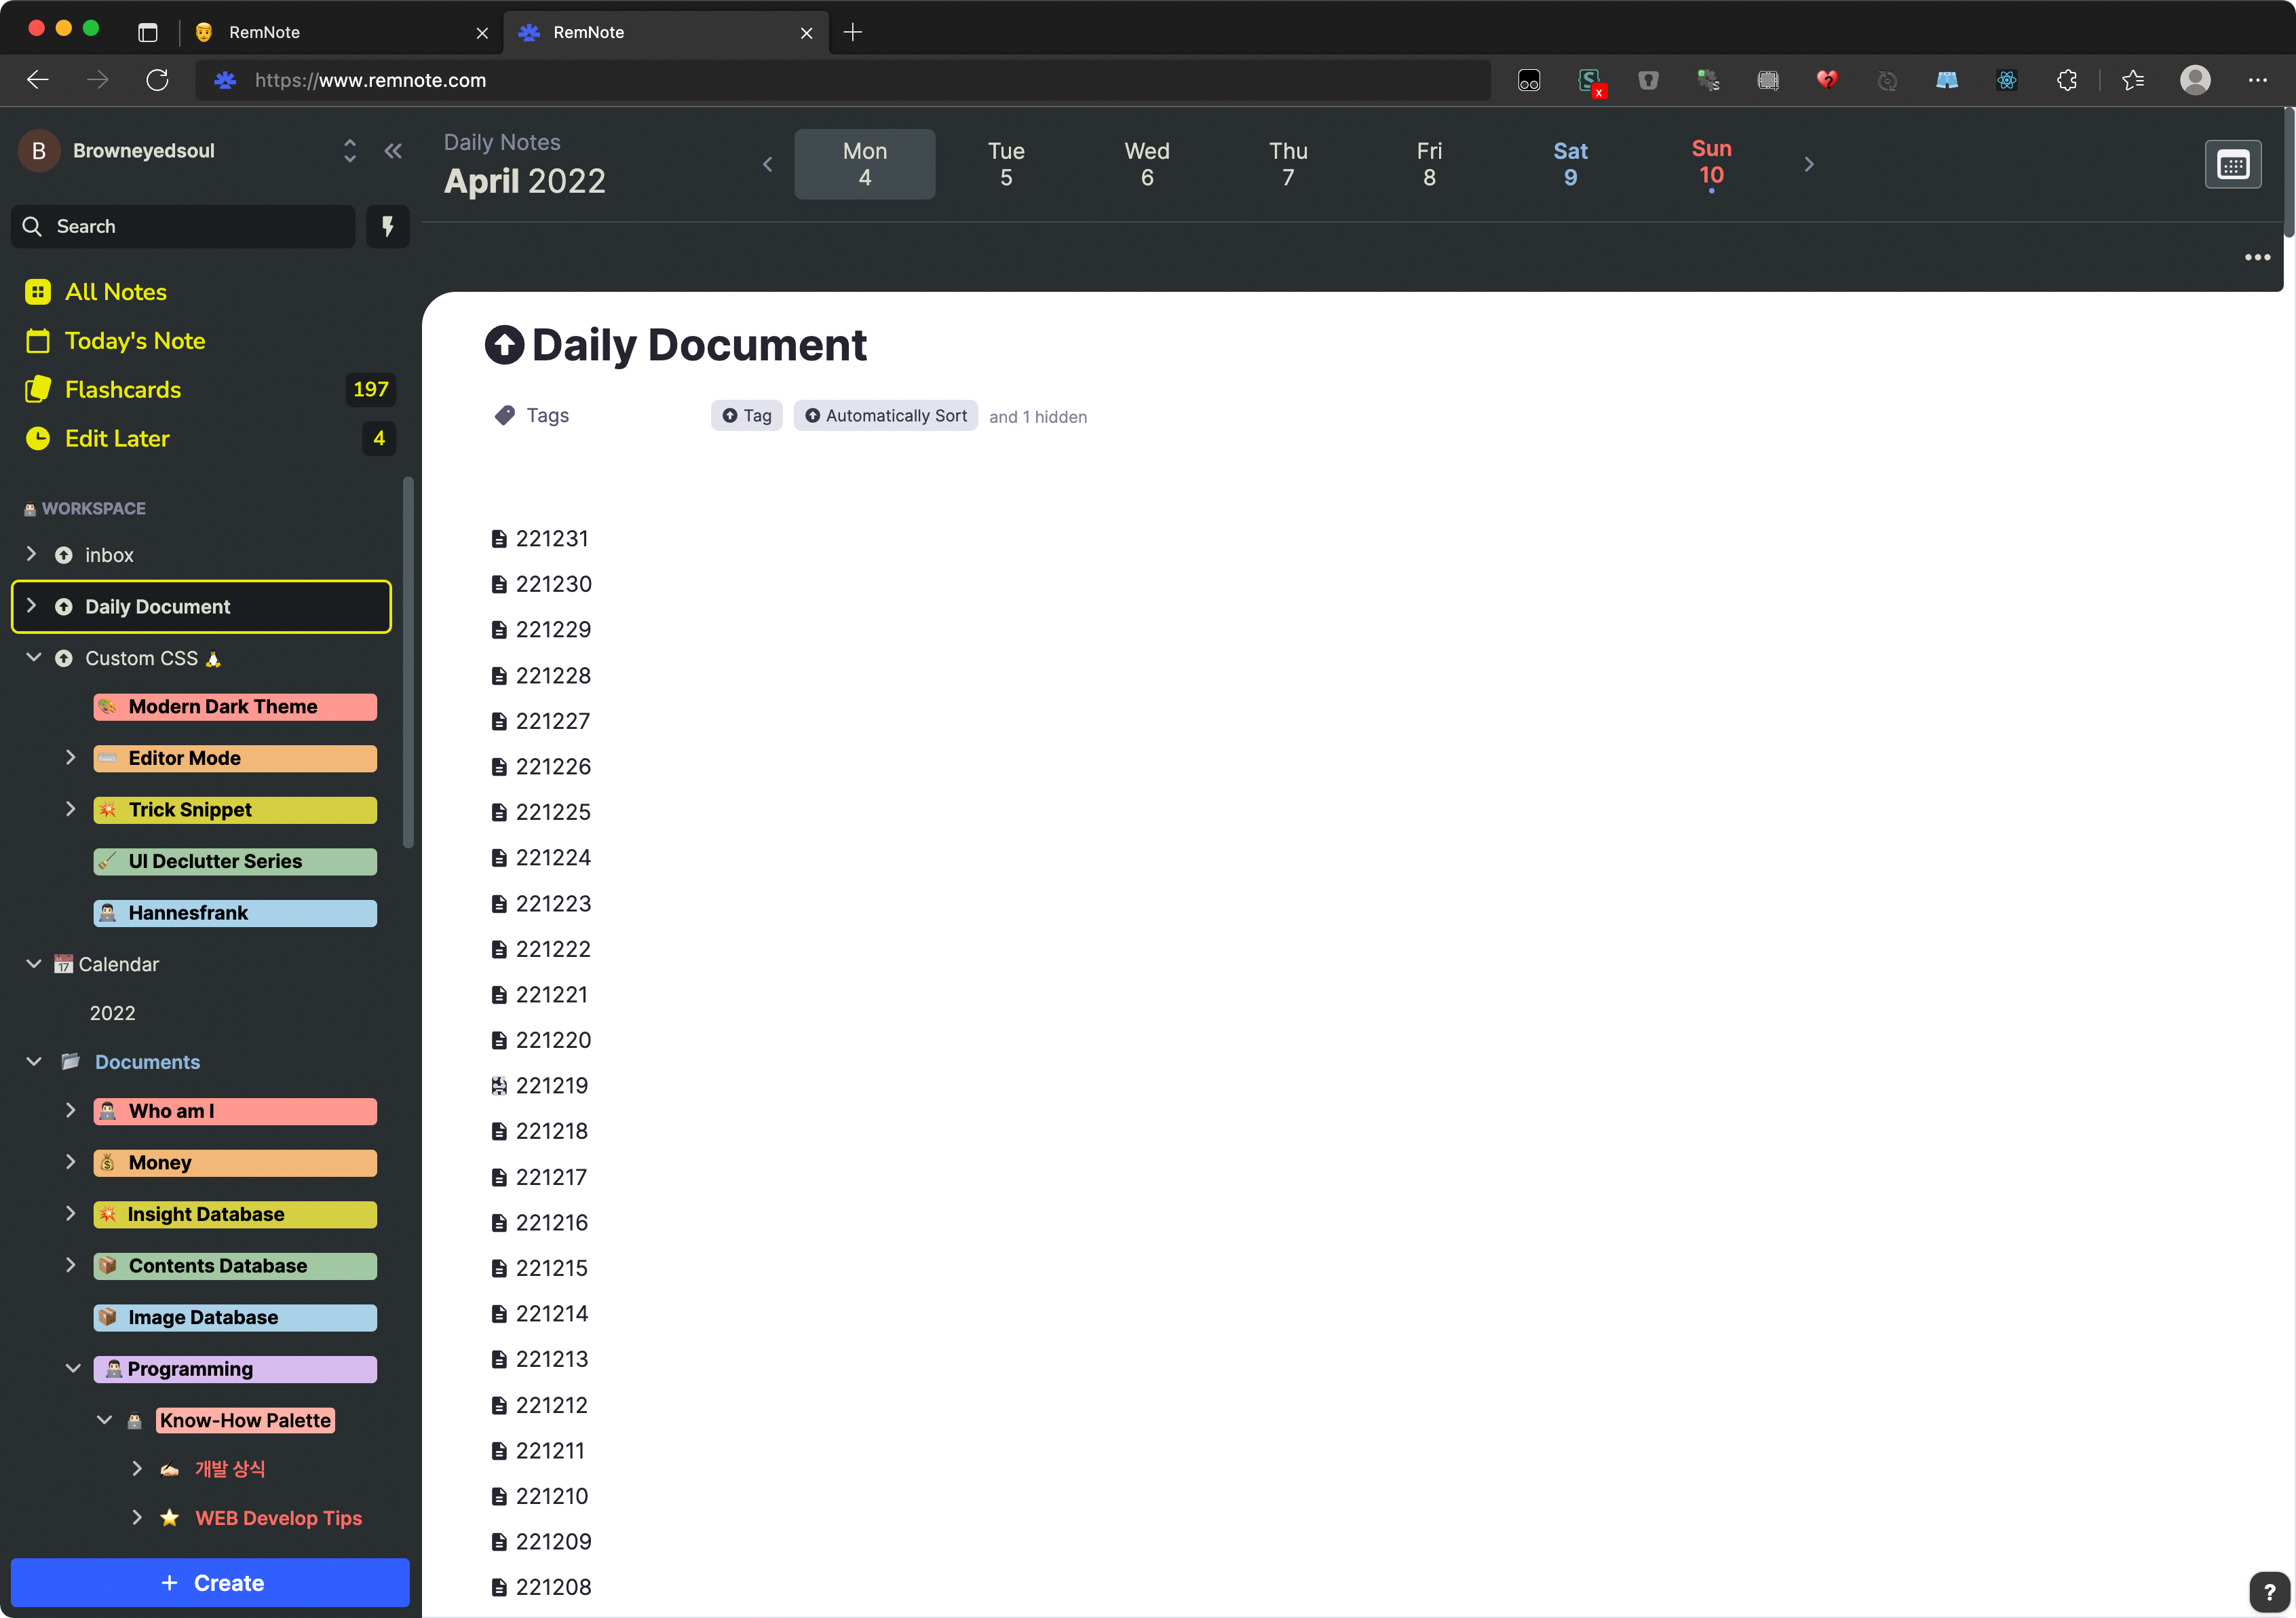 RemNote
RemNote
https://www.remnote.com
B Browneyedsoul
Search
All Notes
Today's Note
Flashcards 197
Edit Later 4
WORKSPACE
inbox
Daily Document
Custom CSS
Modern Dark Theme
Editor Mode
Trick Snippet
UI Declutter Series
Hannesfrank
Calendar
2022
Documents
Who am I
Money
Insight Database
Contents Database
Image Database
Programming
Know-How Palette
개발 상식
WEB Develop Tips
+ Create
Daily Notes
April 2022
Mon 4
Tue 5
Wed 6
Thu 7
Fri 8
Sat 9
Sun 10
Daily Document
Tags Tag Automatically Sort and 1 hidden
221231
221230
221229
221228
221227
221226
221225
221224
221223
221222
221221
221220
221219
221218
221217
221216
221215
221214
221213
221212
221211
221210
221209
221208
?